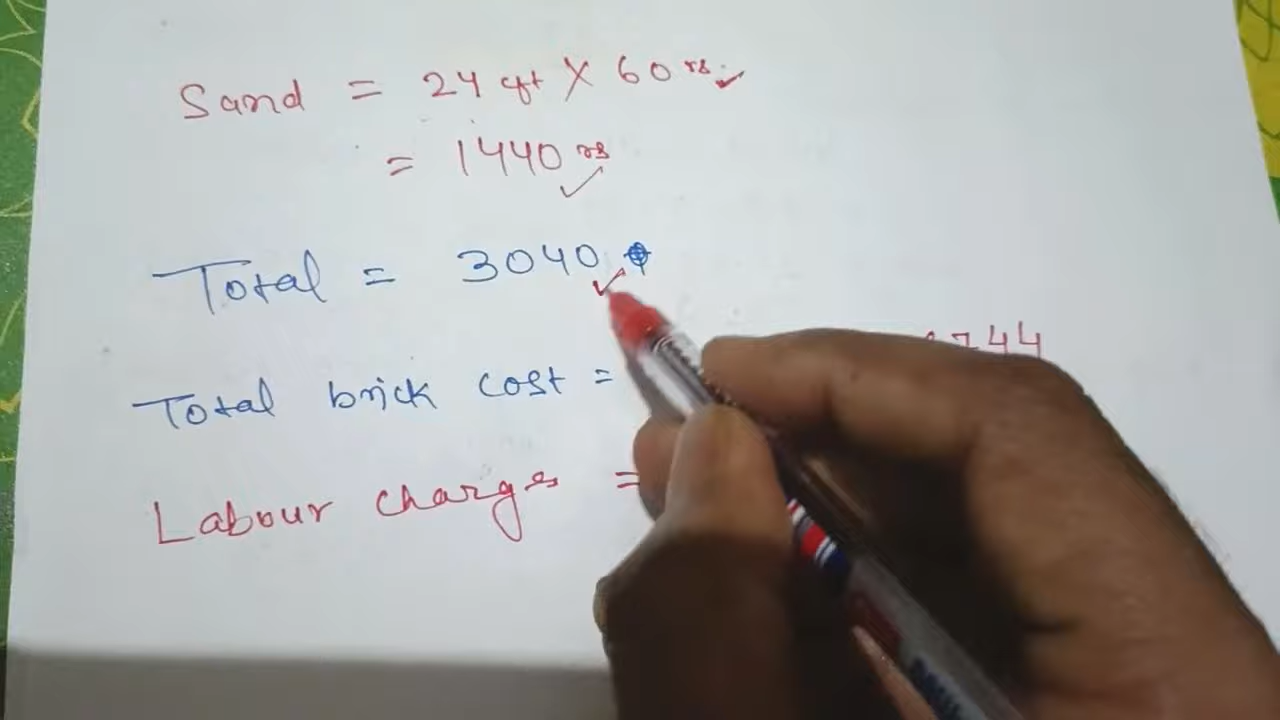 Sand = 24 cft X 60 rs.
= 1440 rs
Total = 3040
Total brick cost = 744
Labour charges =